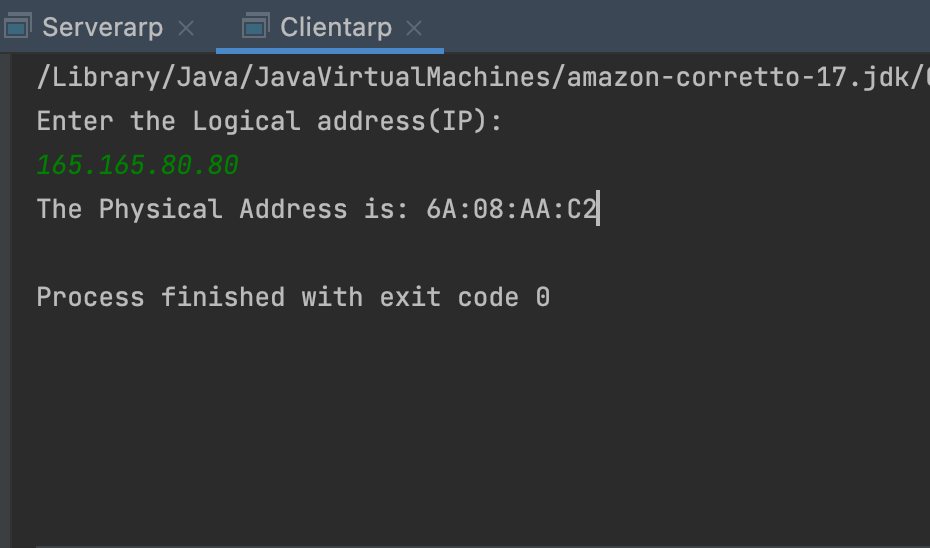 Serverarp Clientarp
/Library/Java/JavaVirtualMachines/amazon-corretto-17.jdk/
Enter the Logical address(IP):
165.165.80.80
The Physical Address is: 6A:08:AA:C2
Process finished with exit code 0